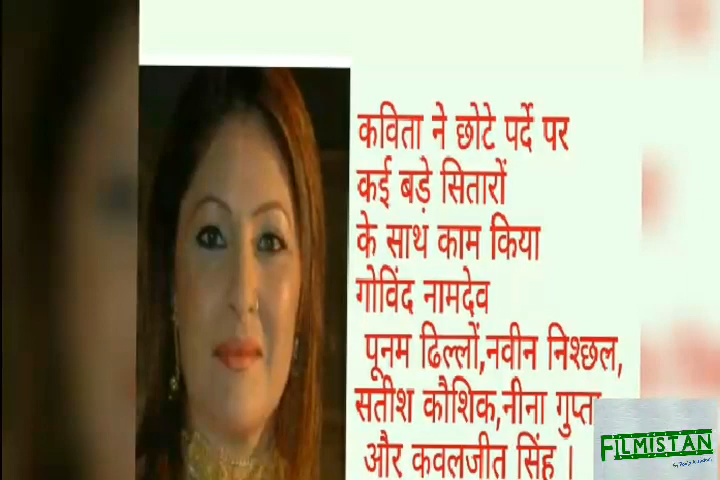 कविता ने छोटे पर्दे पर
कई बड़े सितारों
के साथ काम किया
गोविंद नामदेव
पूनम ढिल्लों,नवीन निश्छल,
सतीश कौशिक,नीना गुप्ता
और कवलजीत सिंह ।
FILMISTAN